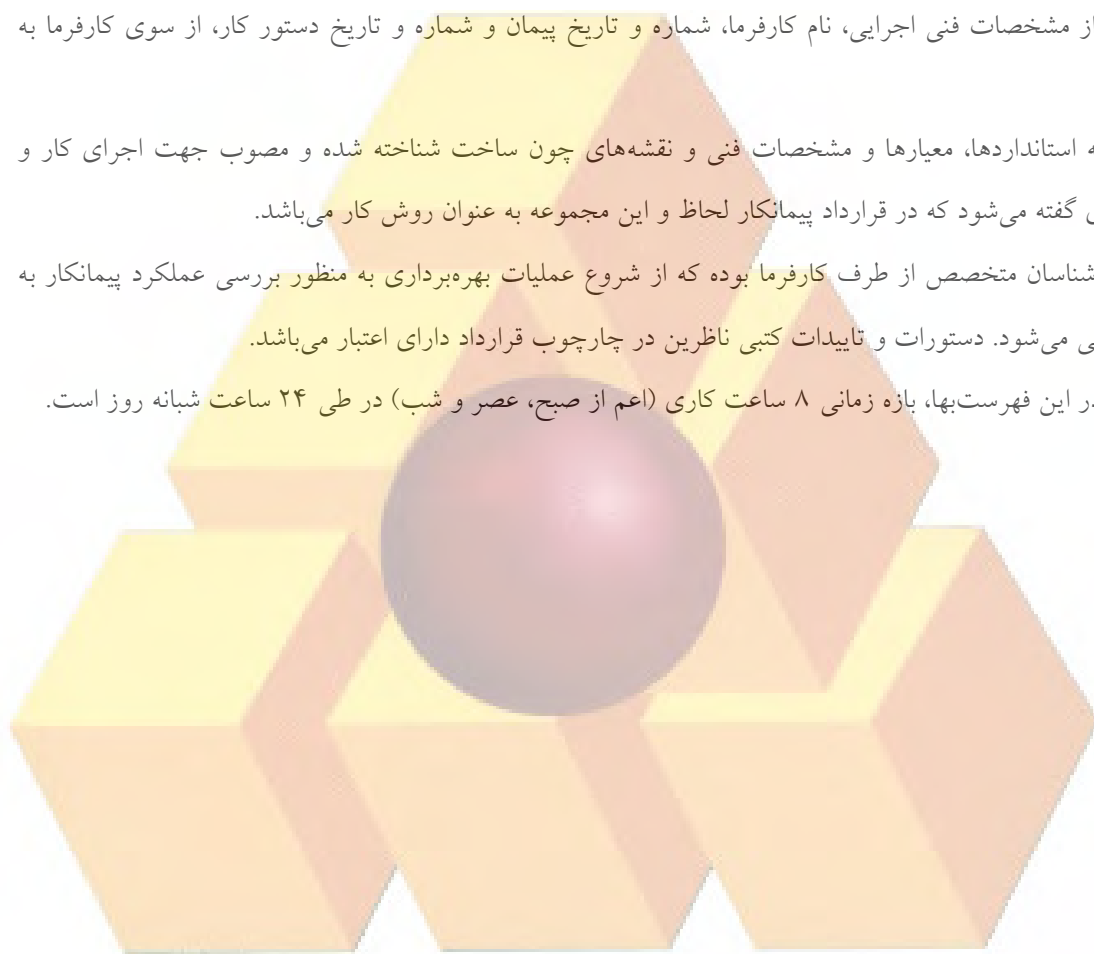 از مشخصات فنی اجرایی، نام کارفرما، شماره و تاریخ پیمان و شماره و تاریخ دستور کار، از سوی کارفرما به
استانداردها، معیارها و مشخصات فنی و نقشه‌های چون ساخت شناخته شده و مصوب جهت اجرای کار و
گفته می‌شود که در قرارداد پیمانکار لحاظ و این مجموعه به عنوان روش کار می‌باشد.
متخصص از طرف کارفرما بوده که از شروع عملیات بهره‌برداری به منظور بررسی عملکرد پیمانکار به
می‌شود. دستورات و تاییدات کتبی ناظرین در چارچوب قرارداد دارای اعتبار می‌باشد.
این فهرست‌بها، بازه زمانی ۸ ساعت کاری (اعم از صبح، عصر و شب) در طی ۲۴ ساعت شبانه روز است.